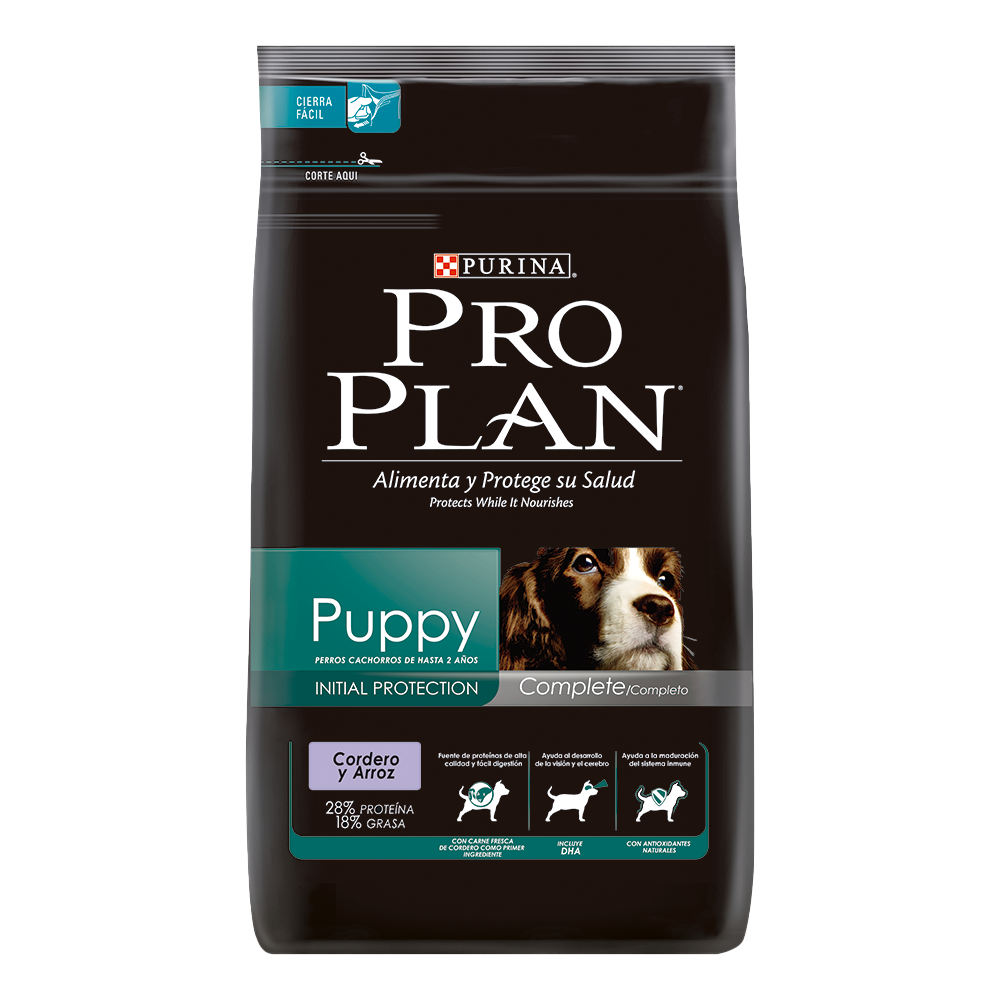 CIERRA
FÁCIL
CORTE AQUI
PURINA®
PRO
PLAN®
Alimenta y Protege su Salud
Protects While It Nourishes
Puppy
PERROS CACHORROS DE HASTA 2 AÑOS
INITIAL PROTECTION
Complete/Completo
Cordero
y Arroz
28% PROTEÍNA
18% GRASA
Fuente de proteínas de alta
calidad y fácil digestión
CON CARNE FRESCA
DE CORDERO COMO PRIMER
INGREDIENTE
Ayuda al desarrollo
de la visión y el cerebro
INCLUYE
DHA
Ayuda a la maduración
del sistema inmune
CON ANTIOXIDANTES
NATURALES